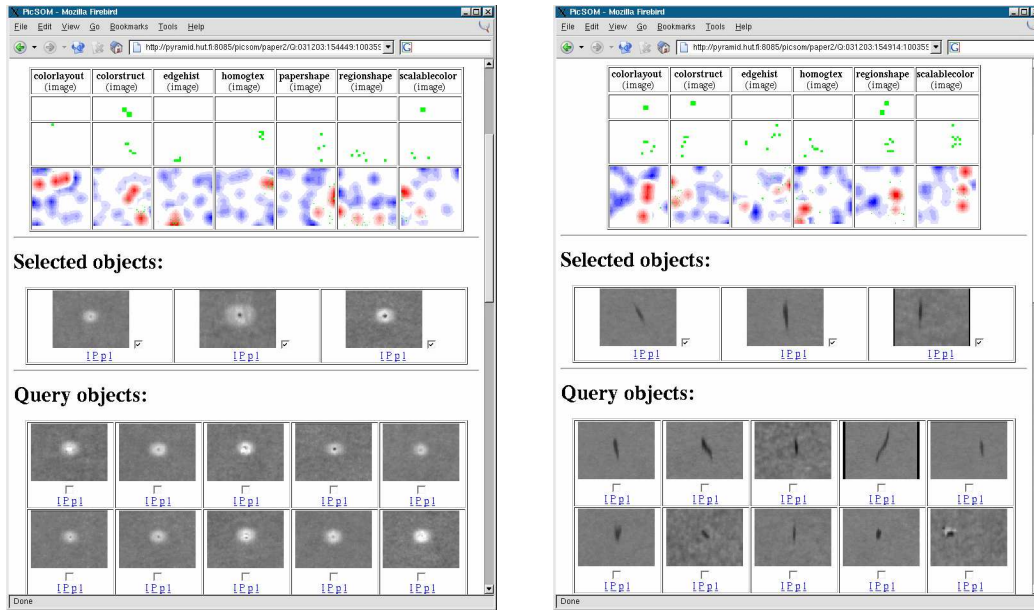 PicSOM - Mozilla Firebird
File Edit View Go Bookmarks Tools Help
http://pyramid.hut.fi:8085/picsom/paper2/Q:031203:154449:10035
colorlayout colorstruct edgehist homogtex papershape regionshape scalablecolor
(image) (image) (image) (image) (image) (image) (image)
Selected objects:
I P p l I P p l I P p l
Query objects:
I P p l I P p l I P p l I P p l I P p l
I P p l I P p l I P p l I P p l I P p l
Done
PicSOM - Mozilla Firebird
File Edit View Go Bookmarks Tools Help
http://pyramid.hut.fi:8085/picsom/paper2/Q:031203:154914:10035
colorlayout colorstruct edgehist homogtex regionshape scalablecolor
(image) (image) (image) (image) (image) (image)
Selected objects:
I P p l I P p l I P p l
Query objects:
I P p l I P p l I P p l I P p l I P p l
I P p l I P p l I P p l I P p l I P p l
Done